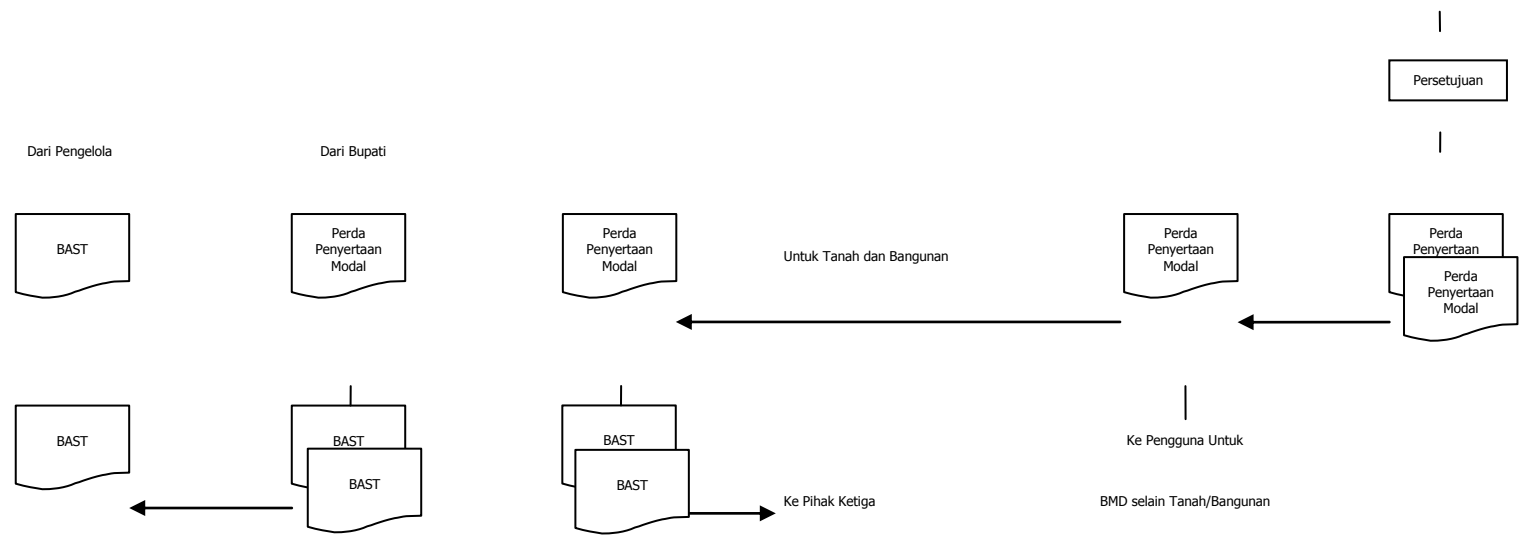 Persetujuan
Dari Pengelola
Dari Bupati
BAST
Perda
Penyertaan
Modal
Perda
Penyertaan
Modal
Untuk Tanah dan Bangunan
Perda
Penyertaan
Modal
Perda
Penyertaan
Perda
Penyertaan
Modal
BAST
BAST
BAST
BAST
BAST
Ke Pihak Ketiga
Ke Pengguna Untuk
BMD selain Tanah/Bangunan